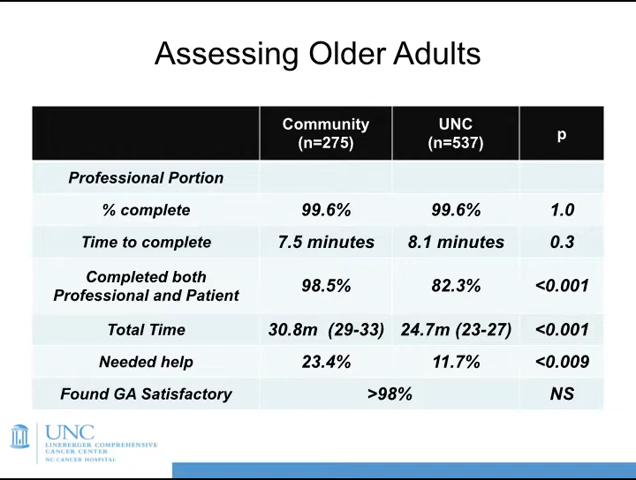 Assessing Older Adults
Community UNC p
(n=275) (n=537)
Professional Portion
% complete 99.6% 99.6% 1.0
Time to complete 7.5 minutes 8.1 minutes 0.3
Completed both
Professional and Patient 98.5% 82.3% <0.001
Total Time 30.8m (29-33) 24.7m (23-27) <0.001
Needed help 23.4% 11.7% <0.009
Found GA Satisfactory >98% NS
UNC
LINEBERGER COMPREHENSIVE
CANCER CENTER
NC CANCER HOSPITAL